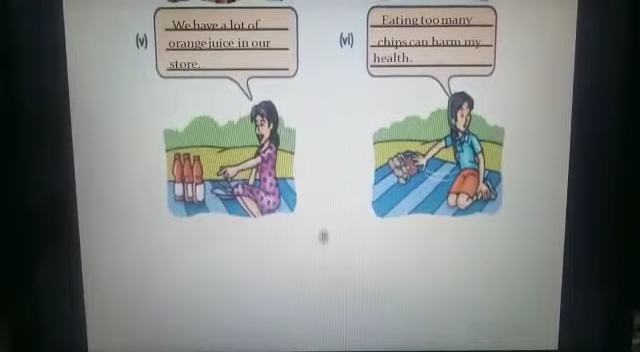 (v)
We have a lot of
orange juice in our
store.
(vi)
Eating too many
chips can harm my
health.